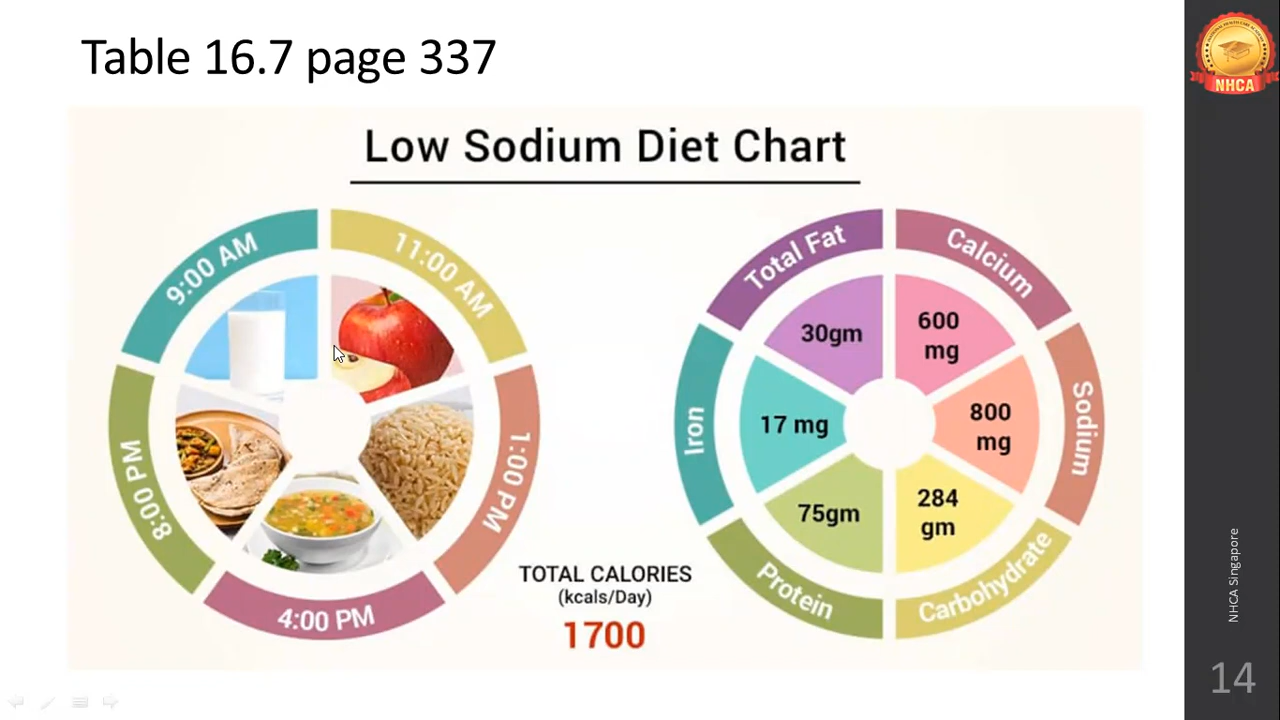 Table 16.7 page 337
NHCA
Low Sodium Diet Chart
9:00 AM
11:00 AM
1:00 PM
4:00 PM
8:00 PM
TOTAL CALORIES
(kcals/Day)
1700
Total Fat
30gm
Calcium
600
mg
Sodium
800
mg
Carbohydrate
284
gm
Protein
75gm
Iron
17 mg
NHCA Singapore
14